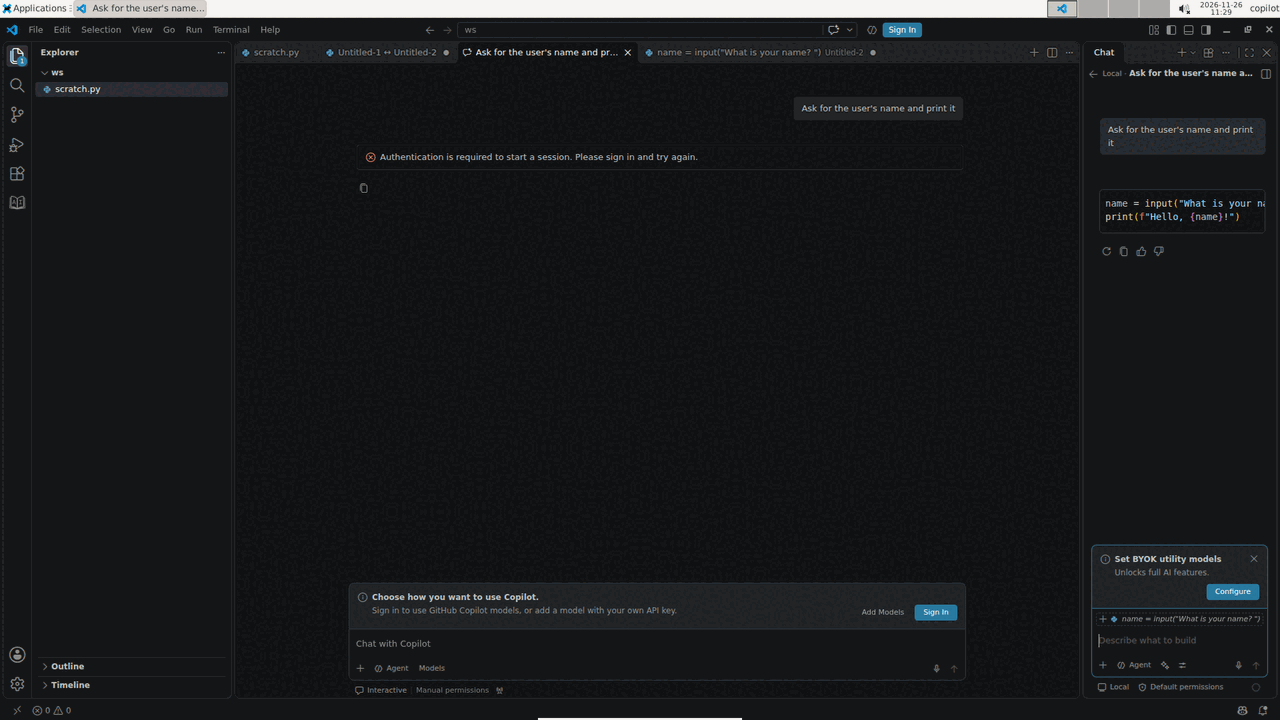 Applications
Ask for the user's name...
2026-11-26
11:29
copilot
File Edit Selection View Go Run Terminal Help
ws
Sign In
Explorer
ws
scratch.py
Outline
Timeline
scratch.py
Untitled-1 ↔ Untitled-2
Ask for the user's name and pr...
name = input("What is your name? ") Untitled-2
Ask for the user's name and print it
Authentication is required to start a session. Please sign in and try again.
Choose how you want to use Copilot.
Sign in to use GitHub Copilot models, or add a model with your own API key.
Add Models
Sign In
Chat with Copilot
Agent
Models
Interactive
Manual permissions
Chat
Local · Ask for the user's name a...
Ask for the user's name and print
it
name = input("What is your na
print(f"Hello, {name}!")
Set BYOK utility models
Unlocks full AI features.
Configure
name = input("What is your name? ")
Describe what to build
Agent
Local
Default permissions
1
0 0